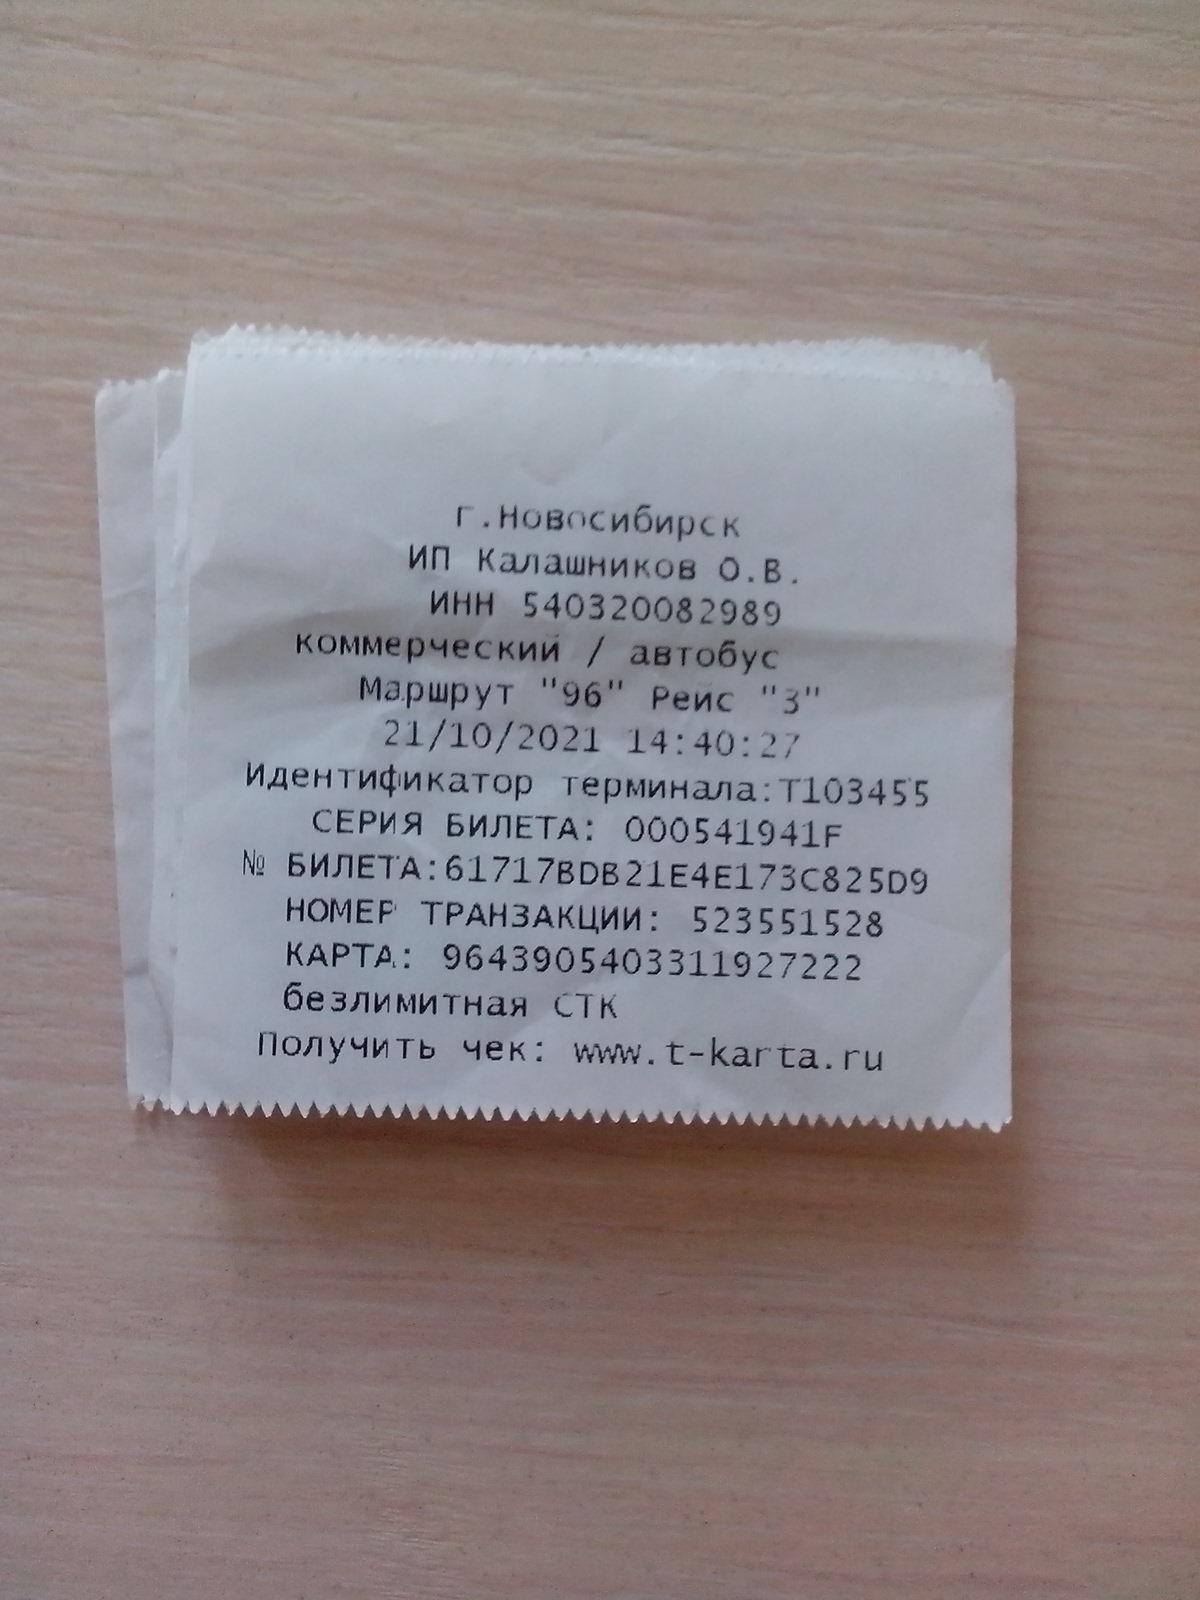 г.Новосибирск
ИП Калашников О.В.
ИНН 540320082989
коммерческий / автобус
Маршрут "96" Рейс "3"
21/10/2021 14:40:27
Идентификатор терминала:T103455
СЕРИЯ БИЛЕТА: 000541941F
№ БИЛЕТА:61717BDB21E4E173C825D9
НОМЕР ТРАНЗАКЦИИ: 523551528
КАРТА: 9643905403311927222
безлимитная СТК
Получить чек: www.t-karta.ru